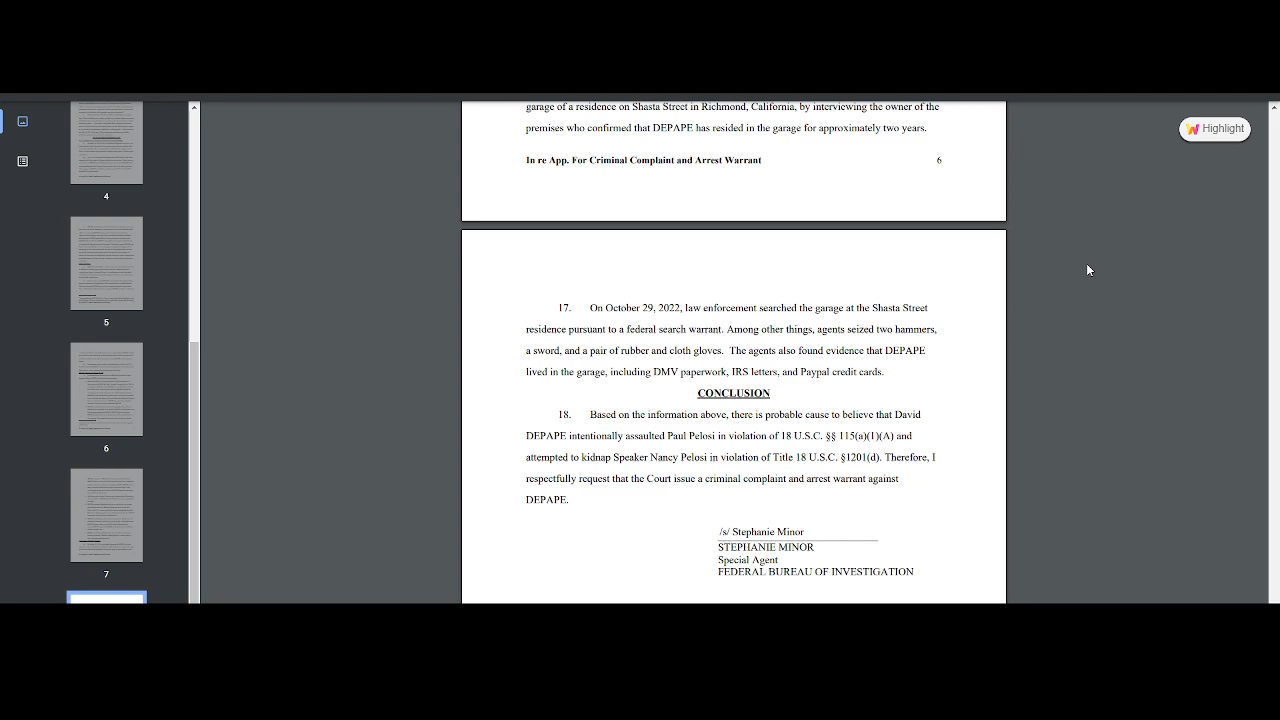 garage of a residence on Shasta Street in Richmond, California, by interviewing the owner of the
premises who confirmed that DEPAPE has resided in the garage for approximately two years.
In re App. For Criminal Complaint and Arrest Warrant 6
Highlight
4
5
6
7
17. On October 29, 2022, law enforcement searched the garage at the Shasta Street
residence pursuant to a federal search warrant. Among other things, agents seized two hammers,
a sword, and a pair of rubber and cloth gloves. The agents also found evidence that DEPAPE
lived in the garage, including DMV paperwork, IRS letters, and Paypal credit cards.
CONCLUSION
18. Based on the information above, there is probable cause to believe that David
DEPAPE intentionally assaulted Paul Pelosi in violation of 18 U.S.C. §§ 115(a)(1)(A) and
attempted to kidnap Speaker Nancy Pelosi in violation of Title 18 U.S.C. §1201(d). Therefore, I
respectfully request that the Court issue a criminal complaint and arrest warrant against
DEPAPE.
/s/ Stephanie Minor
STEPHANIE MINOR
Special Agent
FEDERAL BUREAU OF INVESTIGATION